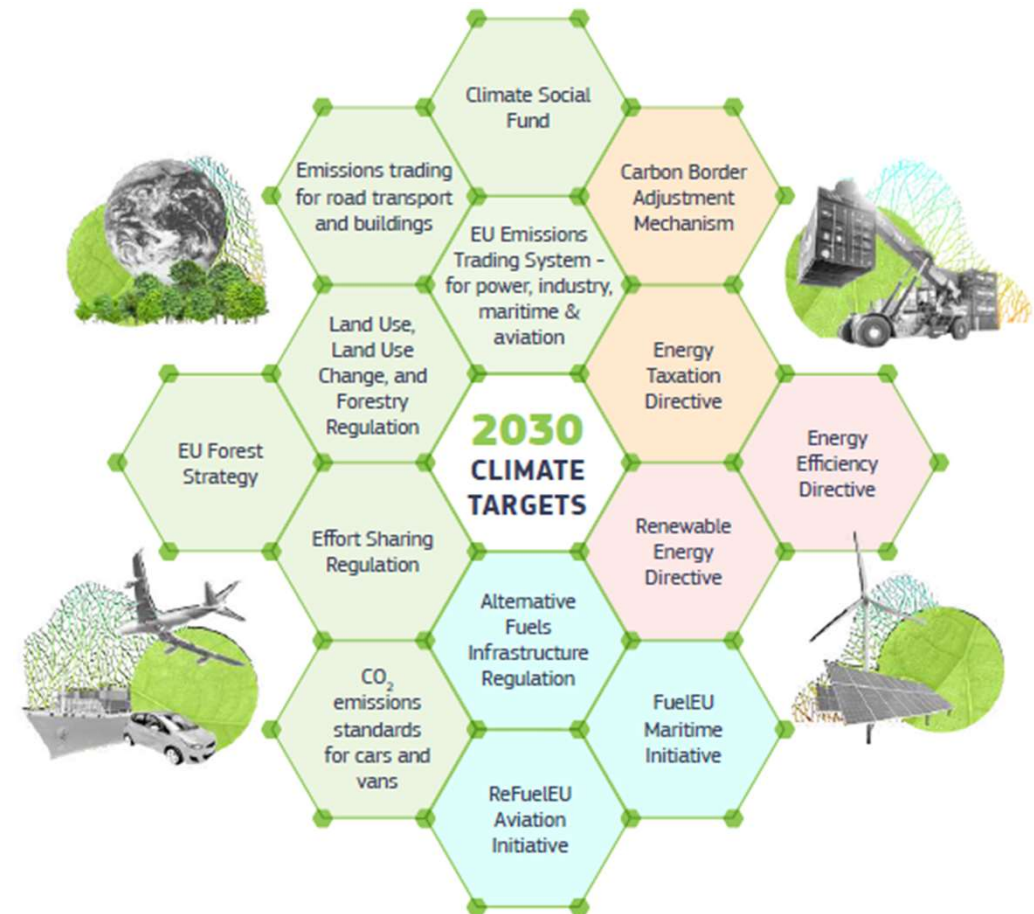 Climate Social
Fund
Emissions trading
for road transport
and buildings
Carbon Border
Adjustment
Mechanism
EU Emissions
Trading System -
for power, industry,
maritime &
aviation
Land Use,
Land Use
Change, and
Forestry
Regulation
Energy
Taxation
Directive
EU Forest
Strategy
2030
CLIMATE
TARGETS
Energy
Efficiency
Directive
Effort Sharing
Regulation
Renewable
Energy
Directive
Alternative
Fuels
Infrastructure
Regulation
CO₂
emissions
standards
for cars and
vans
FuelEU
Maritime
Initiative
ReFuelEU
Aviation
Initiative